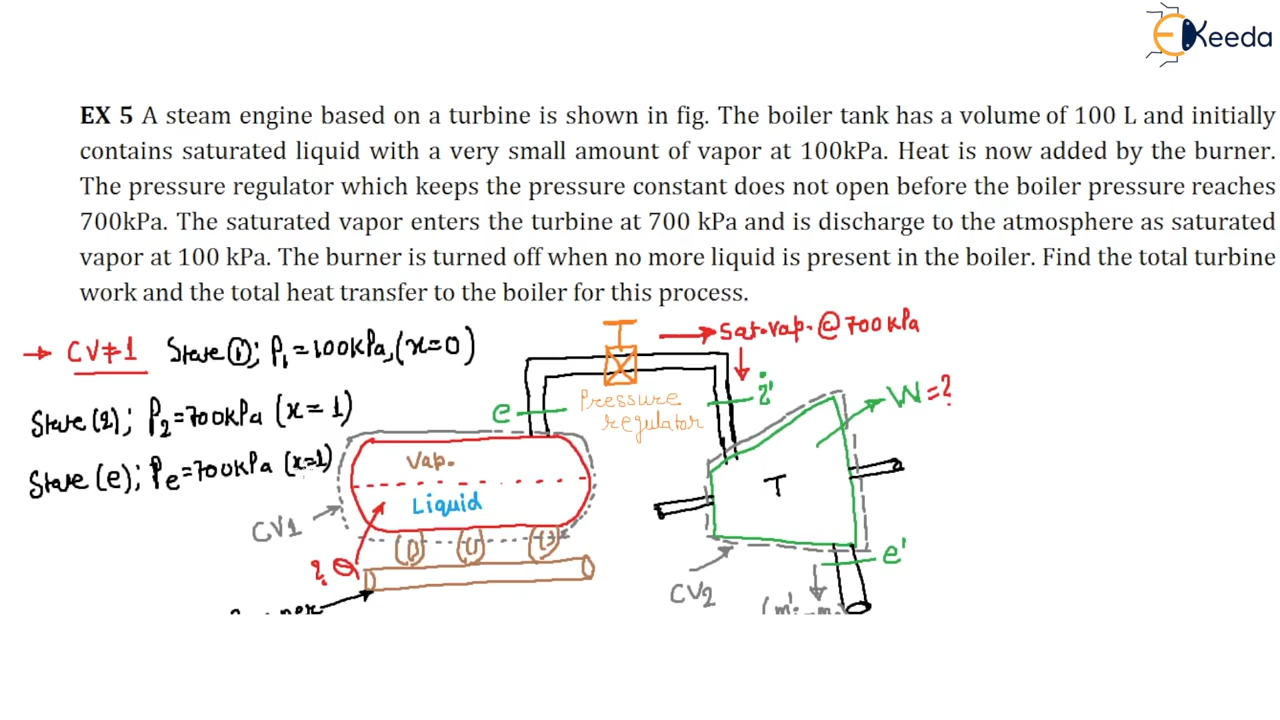 Keeda
EX 5 A steam engine based on a turbine is shown in fig. The boiler tank has a volume of 100 L and initially
contains saturated liquid with a very small amount of vapor at 100kPa. Heat is now added by the burner.
The pressure regulator which keeps the pressure constant does not open before the boiler pressure reaches
700kPa. The saturated vapor enters the turbine at 700 kPa and is discharge to the atmosphere as saturated
vapor at 100 kPa. The burner is turned off when no more liquid is present in the boiler. Find the total turbine
work and the total heat transfer to the boiler for this process.
→ CV#1 State ①; P₁=100kPa, (x=0)
State (2); P₂=700kPa (x=1)
State (e); Pe=700kPa (x=1)
Sat. Vap. @ 700kPa
e
Pressure
regulator
i'
W=?
Vap.
Liquid
T
CV1
? Q
e'
CV2